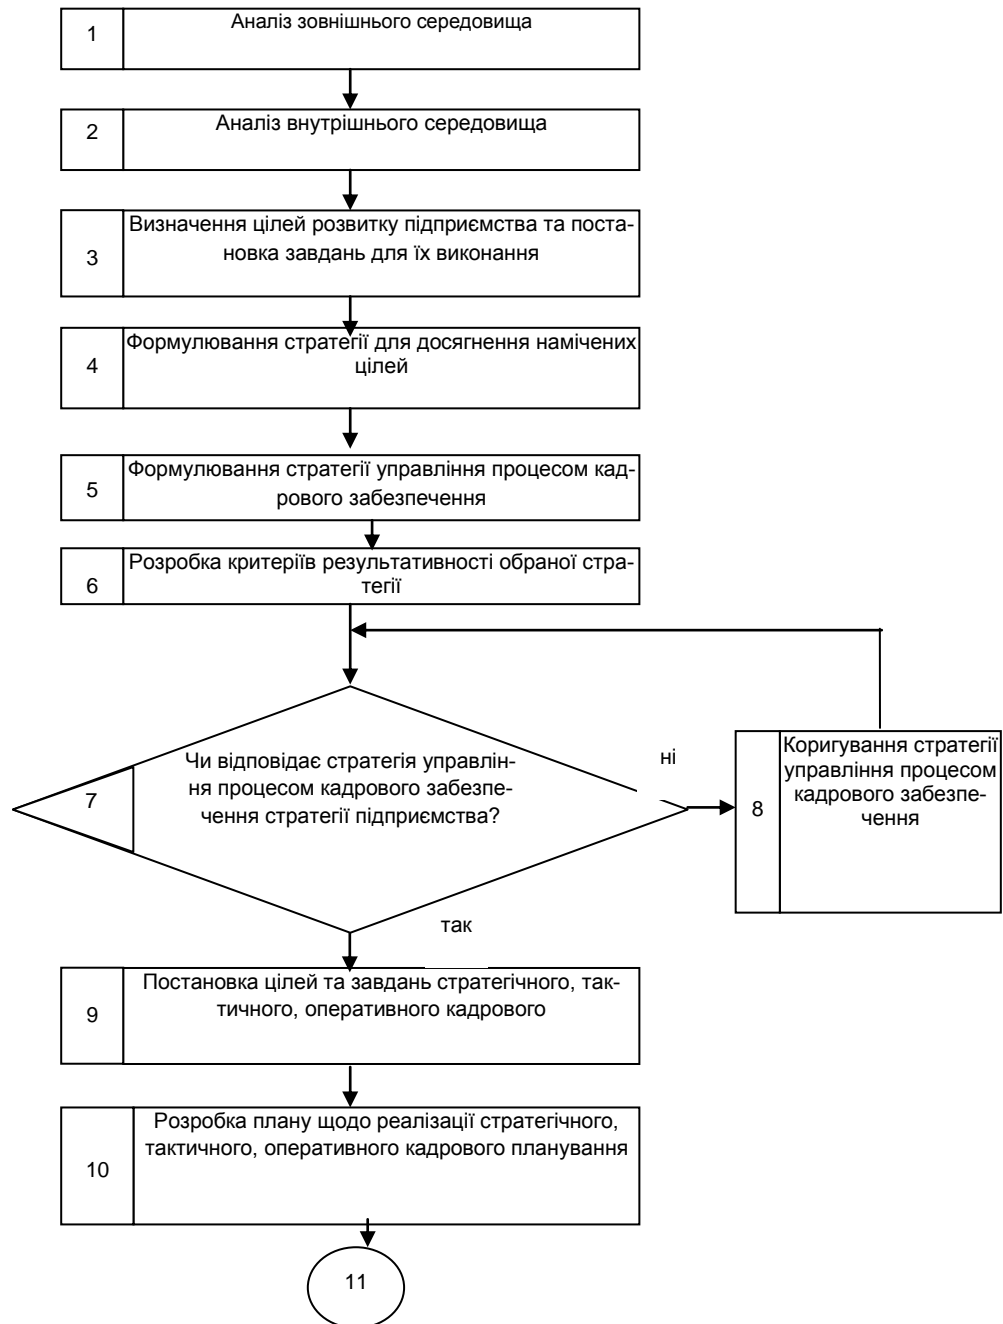 1
Аналіз зовнішнього середовища
2
Аналіз внутрішнього середовища
3
Визначення цілей розвитку підприємства та поста-
новка завдань для їх виконання
4
Формулювання стратегії для досягнення намічених
цілей
5
Формулювання стратегії управління процесом кад-
рового забезпечення
6
Розробка критеріїв результативності обраної стра-
тегії
7
Чи відповідає стратегія управлін-
ня процесом кадрового забезпе-
чення стратегії підприємства?
ні
8
Коригування стратегії
управління процесом
кадрового забезпе-
чення
так
9
Постановка цілей та завдань стратегічного, так-
тичного, оперативного кадрового
10
Розробка плану щодо реалізації стратегічного,
тактичного, оперативного кадрового планування
11